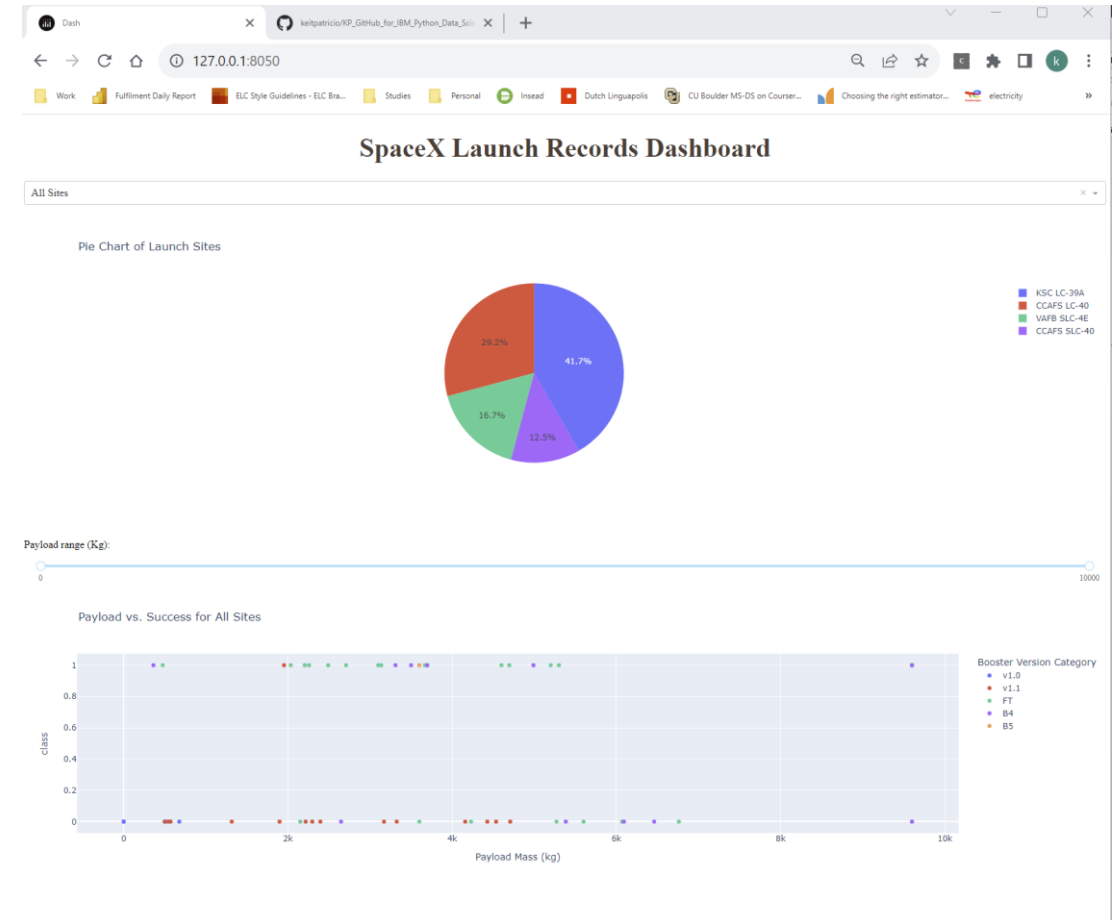 Dash
keitpatricio/KP_GitHub_for_IBM_Python_Data_Scie
127.0.0.1:8050
C
k
Work Fulfilment Daily Report ELC Style Guidelines - ELC Bra... Studies Personal Insead Dutch Linguapolis CU Boulder MS-DS on Courser... Choosing the right estimator... electricity »
SpaceX Launch Records Dashboard
All Sites
Pie Chart of Launch Sites
KSC LC-39A
CCAFS LC-40
VAFB SLC-4E
CCAFS SLC-40
29.2%
41.7%
16.7%
12.5%
Payload range (Kg):
0 10000
Payload vs. Success for All Sites
Booster Version Category
v1.0
v1.1
FT
B4
B5
class
1
0.8
0.6
0.4
0.2
0
0 2k 4k 6k 8k 10k
Payload Mass (kg)